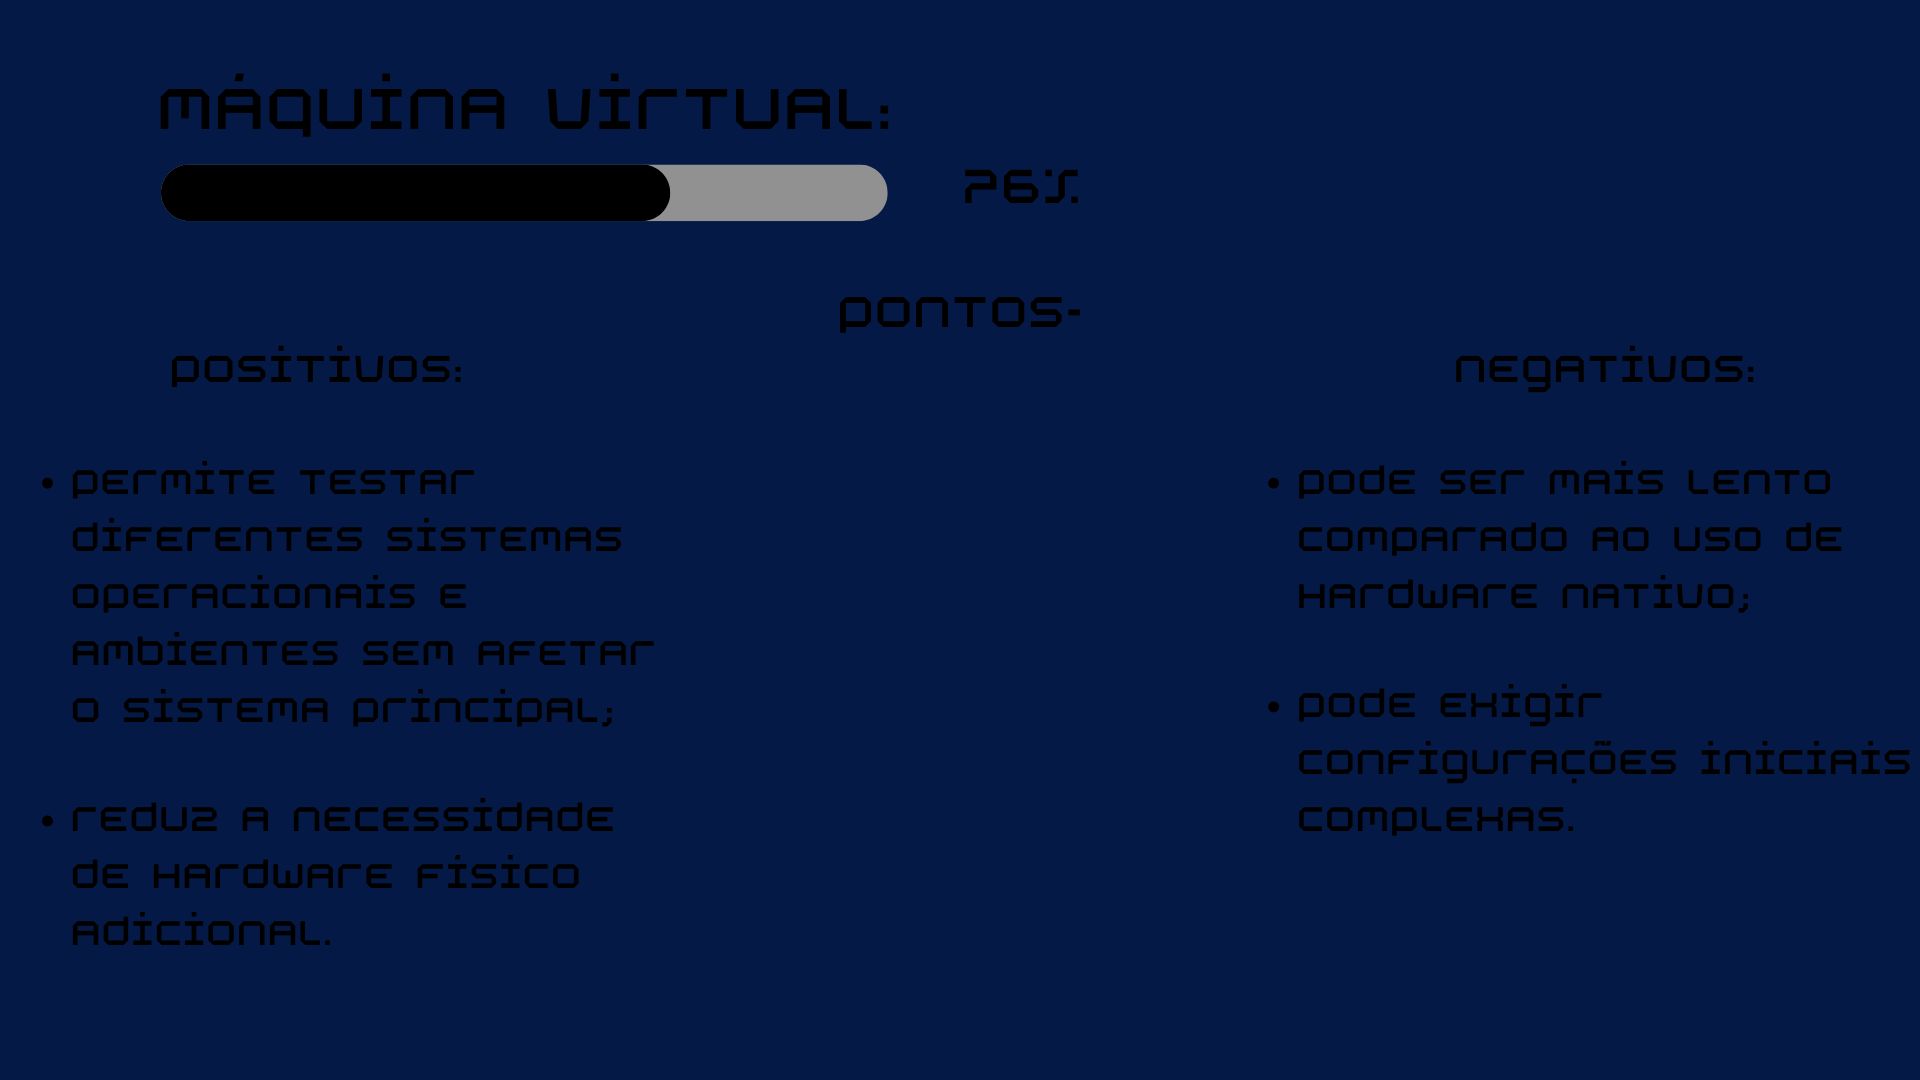 MÁQUINA VIRTUAL:
76%
PONTOS-
POSITIVOS:
PERMITE TESTAR
DIFERENTES SISTEMAS
OPERACIONAIS E
AMBIENTES SEM AFETAR
O SISTEMA PRINCIPAL;
REDUZ A NECESSIDADE
DE HARDWARE FÍSICO
ADICIONAL.
NEGATIVOS:
PODE SER MAIS LENTO
COMPARADO AO USO DE
HARDWARE NATIVO;
PODE EXIGIR
CONFIGURAÇÕES INICIAIS
COMPLEXAS.